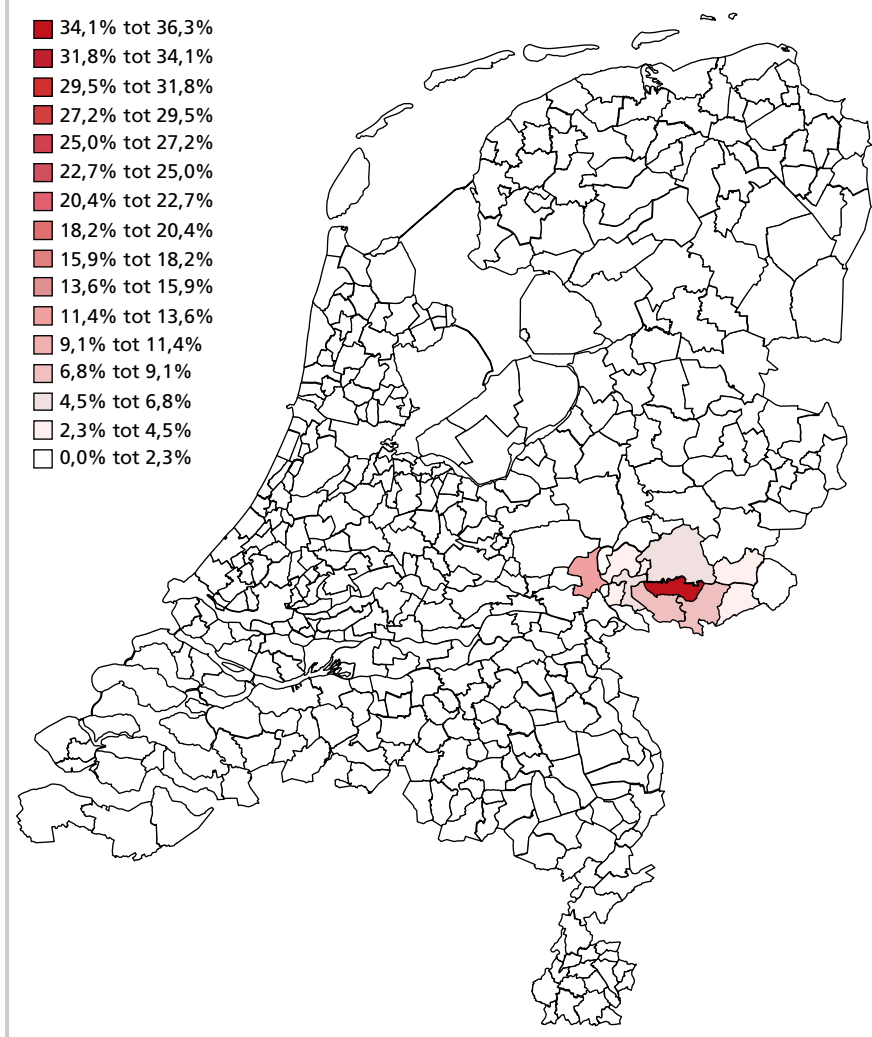 34,1% tot 36,3%
31,8% tot 34,1%
29,5% tot 31,8%
27,2% tot 29,5%
25,0% tot 27,2%
22,7% tot 25,0%
20,4% tot 22,7%
18,2% tot 20,4%
15,9% tot 18,2%
13,6% tot 15,9%
11,4% tot 13,6%
9,1% tot 11,4%
6,8% tot 9,1%
4,5% tot 6,8%
2,3% tot 4,5%
0,0% tot 2,3%